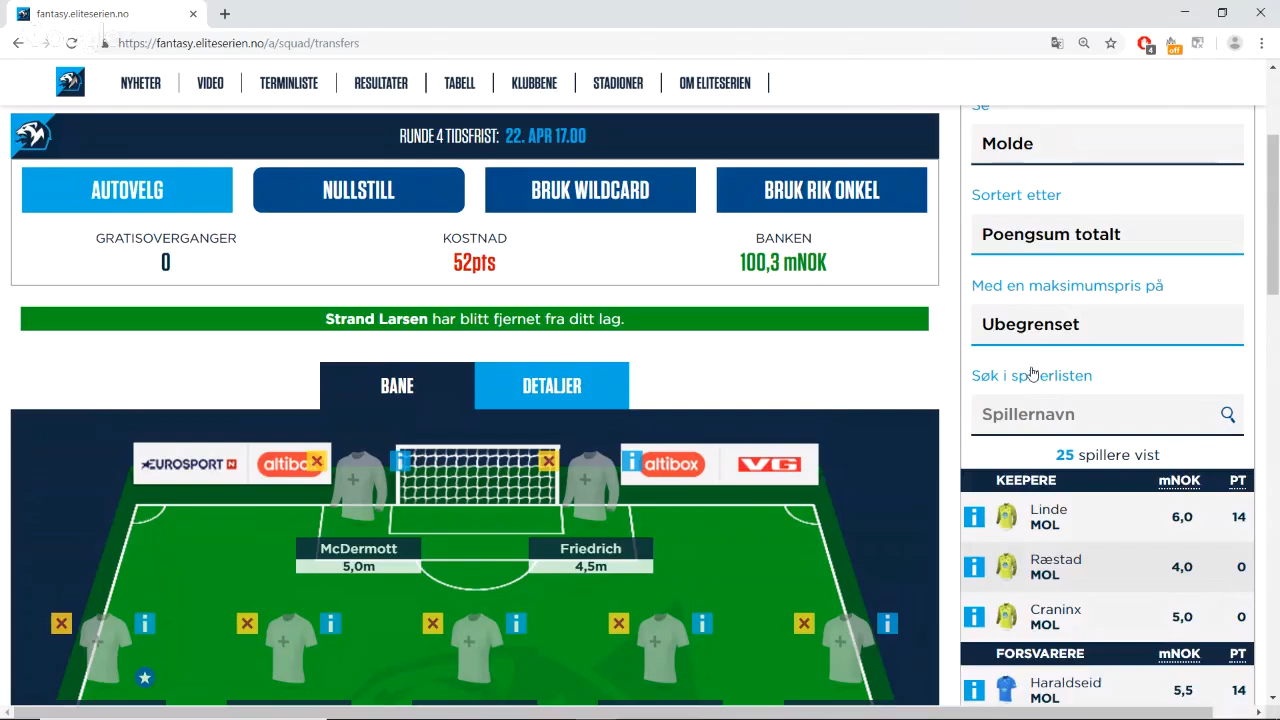 fantasy.eliteserien.no
https://fantasy.eliteserien.no/a/squad/transfers
4
off
NYHETER
VIDEO
TERMINLISTE
RESULTATER
TABELL
KLUBBENE
STADIONER
OM ELITESERIEN
RUNDE 4 TIDSFRIST: 22. APR 17.00
AUTOVELG
NULLSTILL
BRUK WILDCARD
BRUK RIK ONKEL
GRATISOVERGANGER
0
KOSTNAD
52pts
BANKEN
100,3 mNOK
Strand Larsen har blitt fjernet fra ditt lag.
BANE
DETALJER
EUROSPORT N
altibox
altibox
VG
McDermott
5,0m
Friedrich
4,5m
Se
Molde
Sortert etter
Poengsum totalt
Med en maksimumspris på
Ubegrenset
Søk i spillerlisten
Spillernavn
25 spillere vist
KEEPERE mNOK PT
Linde
MOL
6,0 14
Ræstad
MOL
4,0 0
Craninx
MOL
5,0 0
FORSVARERE mNOK PT
Haraldseid
MOL
5,5 14